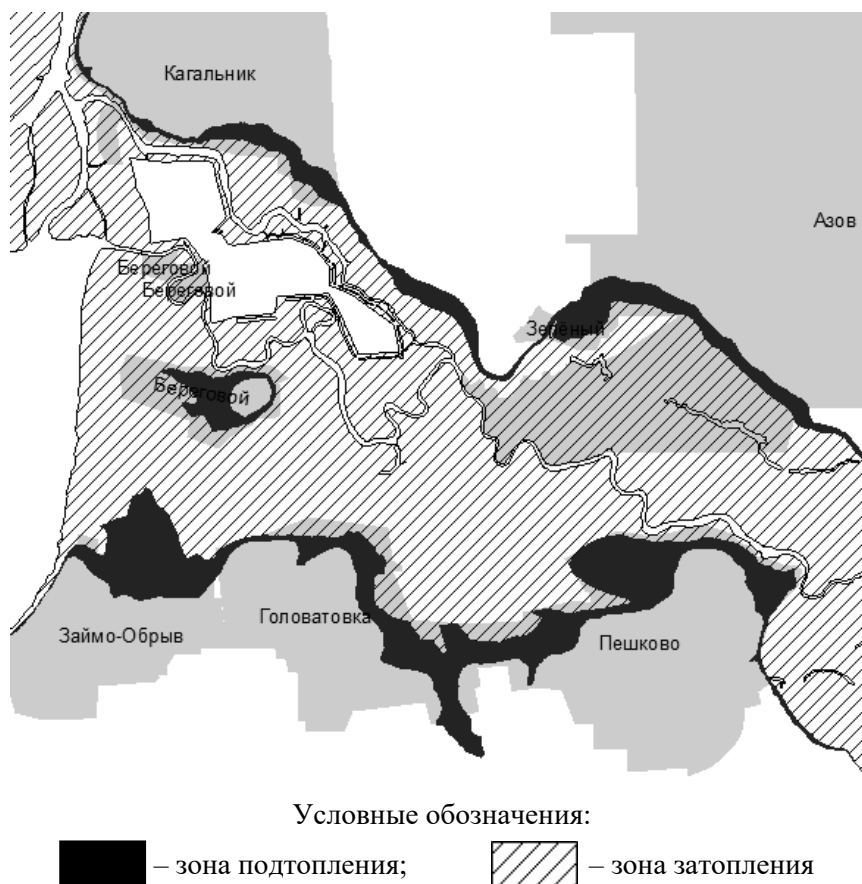 Кагальник
Азов
Береговой
Береговой
Зелёный
Береговой
Головатовка
Займо-Обрыв
Пешково
Условные обозначения:
– зона подтопления;
– зона затопления